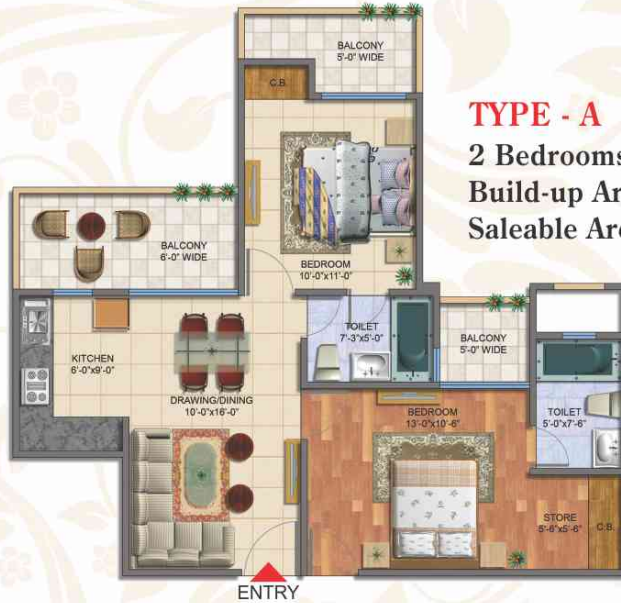 BALCONY
5'-0" WIDE
C.B.
TYPE - A
2 Bedrooms
Build-up
Saleable
BALCONY
6'-0" WIDE
BEDROOM
10'-0"x11'-0"
TOILET
7'-3"x5'-0"
BALCONY
5'-0" WIDE
KITCHEN
6'-0"x9'-0"
DRAWING/DINING
10'-0"x16'-0"
BEDROOM
13'-0"x10'-6"
TOILET
5'-0"x7'-6"
STORE
5'-6"x5'-6"
C.B.
ENTRY